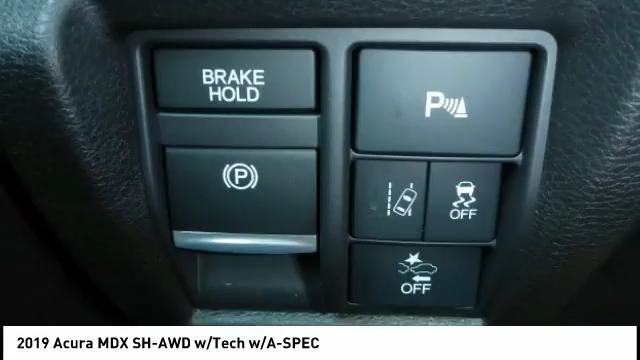 BRAKE
HOLD
P
P
OFF
OFF
2019 Acura MDX SH-AWD w/Tech w/A-SPEC